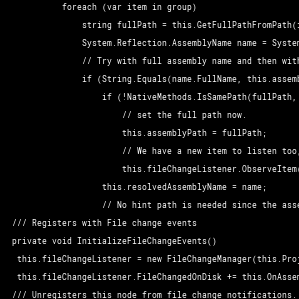 foreach (var item in group)
string fullPath = this.GetFullPathFromPath(
System.Reflection.AssemblyName name = System
// Try with full assembly name and then with
if (String.Equals(name.FullName, this.assemb
if (!NativeMethods.IsSamePath(fullPath,
// set the full path now.
this.assemblyPath = fullPath;
// We have a new item to listen too,
this.fileChangeListener.ObserveItem(
this.resolvedAssemblyName = name;
// No hint path is needed since the asse
/// Registers with File change events
private void InitializeFileChangeEvents()
this.fileChangeListener = new FileChangeManager(this.Proj
this.fileChangeListener.FileChangedOnDisk += this.OnAssem
/// Unregisters this node from file change notifications